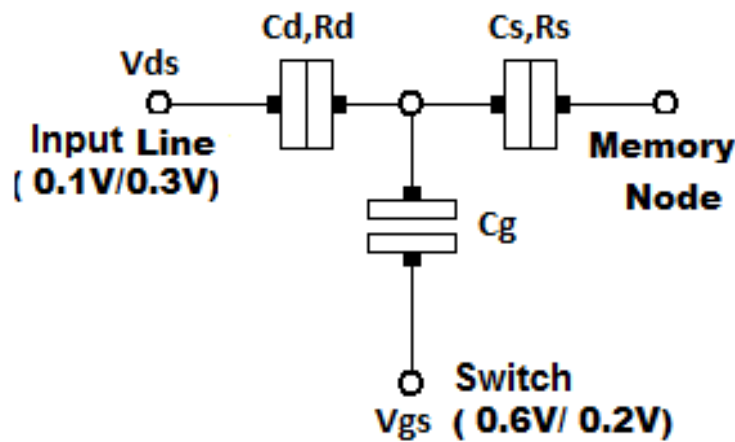 Cd,Rd
Cs,Rs
Vds
Input Line
( 0.1V/0.3V)
Memory
Node
Cg
Switch
Vgs ( 0.6V/ 0.2V)